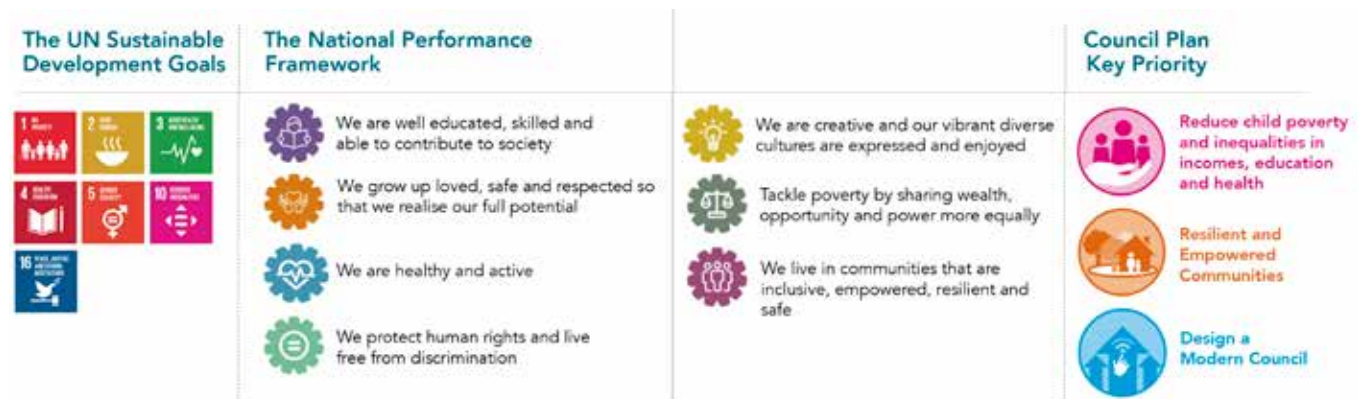 The UN Sustainable
Development Goals
The National Performance
Framework
Council Plan
Key Priority
1
2
3
4
5
10
16
We are well educated, skilled and
able to contribute to society
We grow up loved, safe and respected so
that we realise our full potential
We are healthy and active
We protect human rights and live
free from discrimination
We are creative and our vibrant diverse
cultures are expressed and enjoyed
Tackle poverty by sharing wealth,
opportunity and power more equally
We live in communities that are
inclusive, empowered, resilient and
safe
Reduce child poverty
and inequalities in
incomes, education
and health
Resilient and
Empowered
Communities
Design a
Modern Council